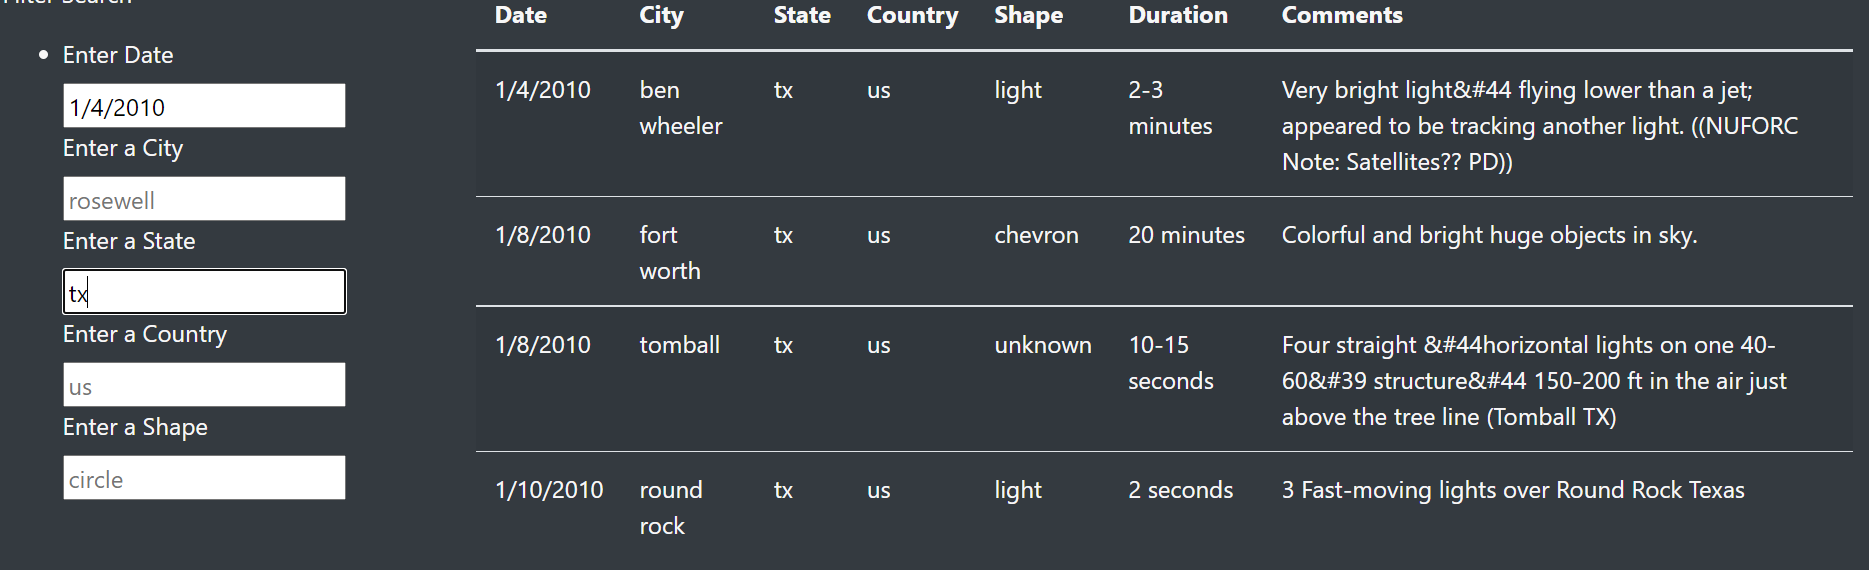 Filter Search
Enter Date
1/4/2010
Enter a City
rosewell
Enter a State
tx
Enter a Country
us
Enter a Shape
circle
Date City State Country Shape Duration Comments
1/4/2010 ben tx us light 2-3 Very bright light&#44 flying lower than a jet;
wheeler minutes appeared to be tracking another light. ((NUFORC
Note: Satellites?? PD))
1/8/2010 fort tx us chevron 20 minutes Colorful and bright huge objects in sky.
worth
1/8/2010 tomball tx us unknown 10-15 Four straight &#44horizontal lights on one 40-
seconds 60&#39 structure&#44 150-200 ft in the air just
above the tree line (Tomball TX)
1/10/2010 round tx us light 2 seconds 3 Fast-moving lights over Round Rock Texas
rock